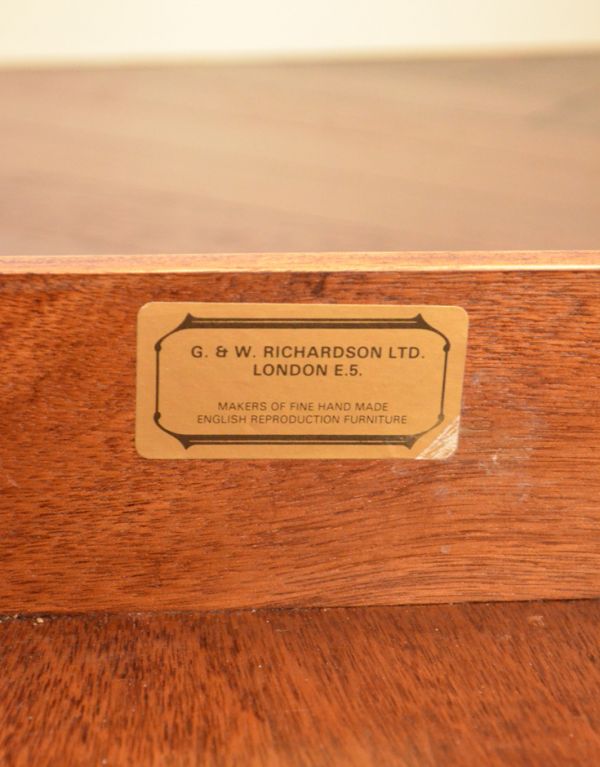 G. & W. RICHARDSON LTD.
LONDON E.5.
MAKERS OF FINE HAND MADE
ENGLISH REPRODUCTION FURNITURE